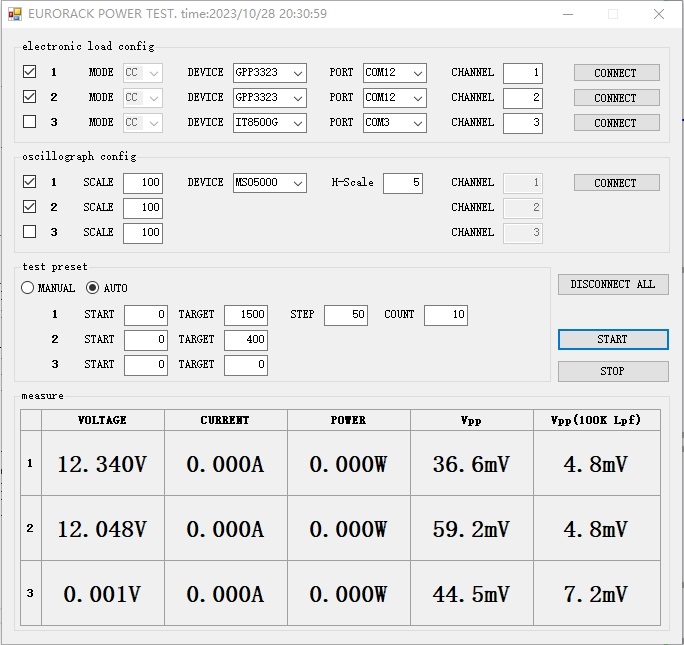 EURORACK POWER TEST. time:2023/10/28 20:30:59
electronic load config
1 MODE CC DEVICE GPP3323 PORT COM12 CHANNEL 1 CONNECT
2 MODE CC DEVICE GPP3323 PORT COM12 CHANNEL 2 CONNECT
3 MODE CC DEVICE IT8500G PORT COM3 CHANNEL 3 CONNECT
oscillograph config
1 SCALE 100 DEVICE MSO5000 H-Scale 5 CHANNEL 1 CONNECT
2 SCALE 100 CHANNEL 2
3 SCALE 100 CHANNEL 3
test preset
MANUAL AUTO DISCONNECT ALL
1 START 0 TARGET 1500 STEP 50 COUNT 10
2 START 0 TARGET 400 START
3 START 0 TARGET 0 STOP
measure
VOLTAGE CURRENT POWER Vpp Vpp(100K Lpf)
1 12.340V 0.000A 0.000W 36.6mV 4.8mV
2 12.048V 0.000A 0.000W 59.2mV 4.8mV
3 0.001V 0.000A 0.000W 44.5mV 7.2mV